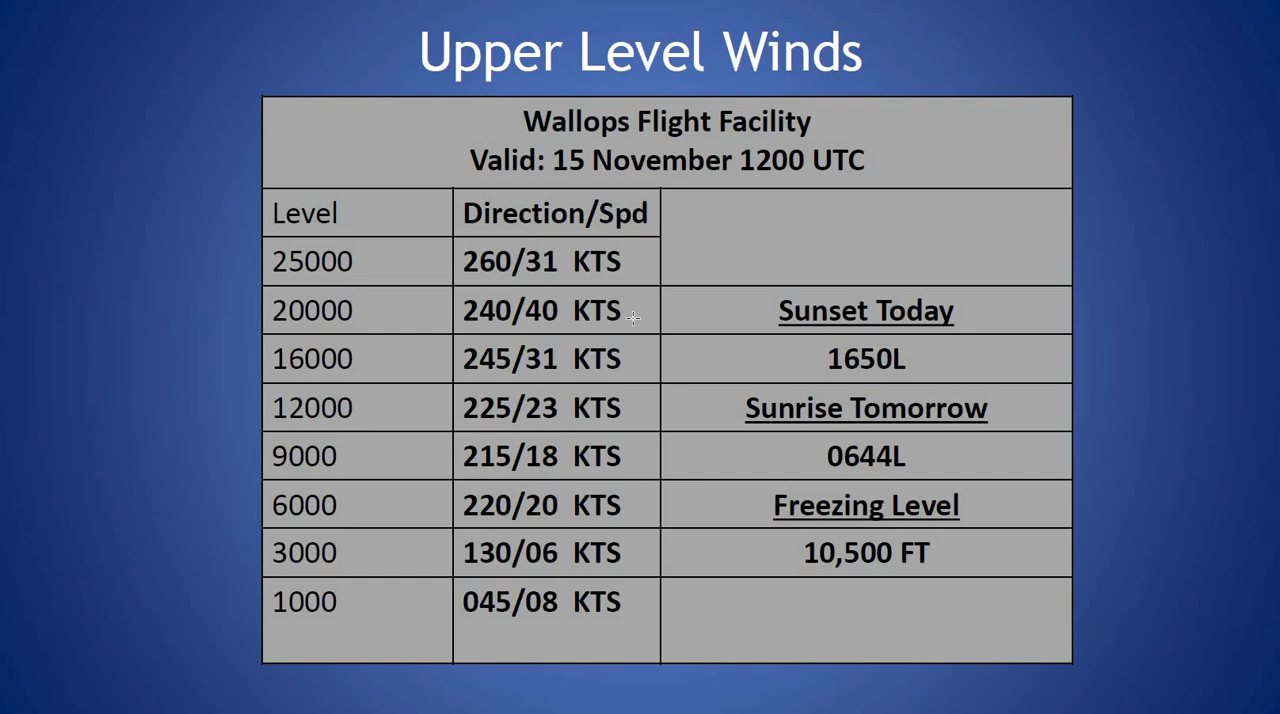 Upper Level Winds
Wallops Flight Facility
Valid: 15 November 1200 UTC
Level Direction/Spd
25000 260/31 KTS
20000 240/40 KTS Sunset Today
16000 245/31 KTS 1650L
12000 225/23 KTS Sunrise Tomorrow
9000 215/18 KTS 0644L
6000 220/20 KTS Freezing Level
3000 130/06 KTS 10,500 FT
1000 045/08 KTS